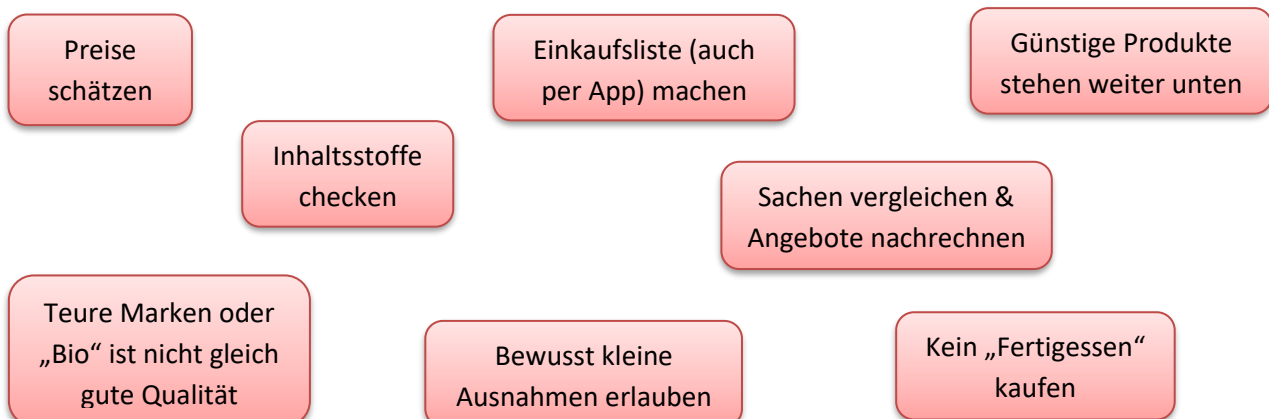 Preise
schätzen
Einkaufsliste (auch
per App) machen
Günstige Produkte
stehen weiter unten
Inhaltsstoffe
checken
Sachen vergleichen &
Angebote nachrechnen
Teure Marken oder
„Bio“ ist nicht gleich
gute Qualität
Bewusst kleine
Ausnahmen erlauben
Kein „Fertigessen“
kaufen